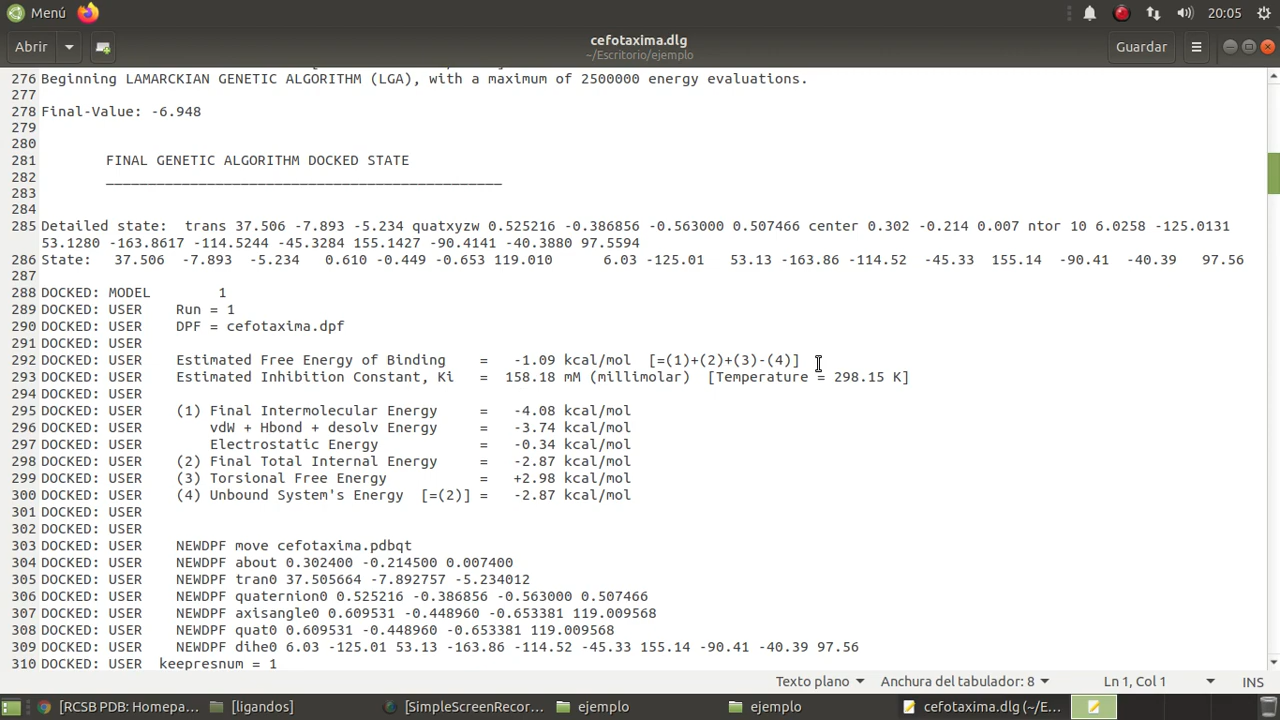 Menú 20:05
Abrir cefotaxima.dlg Guardar
~/Escritorio/ejemplo
276 Beginning LAMARCKIAN GENETIC ALGORITHM (LGA), with a maximum of 2500000 energy evaluations.
277
278 Final-Value: -6.948
279
280
281 FINAL GENETIC ALGORITHM DOCKED STATE
282 _______________________________________________
283
284
285 Detailed state: trans 37.506 -7.893 -5.234 quatxyzw 0.525216 -0.386856 -0.563000 0.507466 center 0.302 -0.214 0.007 ntor 10 6.0258 -125.0131
53.1280 -163.8617 -114.5244 -45.3284 155.1427 -90.4141 -40.3880 97.5594
286 State: 37.506 -7.893 -5.234 0.610 -0.449 -0.653 119.010 6.03 -125.01 53.13 -163.86 -114.52 -45.33 155.14 -90.41 -40.39 97.56
287
288 DOCKED: MODEL 1
289 DOCKED: USER Run = 1
290 DOCKED: USER DPF = cefotaxima.dpf
291 DOCKED: USER
292 DOCKED: USER Estimated Free Energy of Binding = -1.09 kcal/mol [=(1)+(2)+(3)-(4)]
293 DOCKED: USER Estimated Inhibition Constant, Ki = 158.18 mM (millimolar) [Temperature = 298.15 K]
294 DOCKED: USER
295 DOCKED: USER (1) Final Intermolecular Energy = -4.08 kcal/mol
296 DOCKED: USER vdW + Hbond + desolv Energy = -3.74 kcal/mol
297 DOCKED: USER Electrostatic Energy = -0.34 kcal/mol
298 DOCKED: USER (2) Final Total Internal Energy = -2.87 kcal/mol
299 DOCKED: USER (3) Torsional Free Energy = +2.98 kcal/mol
300 DOCKED: USER (4) Unbound System's Energy [=(2)] = -2.87 kcal/mol
301 DOCKED: USER
302 DOCKED: USER
303 DOCKED: USER NEWDPF move cefotaxima.pdbqt
304 DOCKED: USER NEWDPF about 0.302400 -0.214500 0.007400
305 DOCKED: USER NEWDPF tran0 37.505664 -7.892757 -5.234012
306 DOCKED: USER NEWDPF quaternion0 0.525216 -0.386856 -0.563000 0.507466
307 DOCKED: USER NEWDPF axisangle0 0.609531 -0.448960 -0.653381 119.009568
308 DOCKED: USER NEWDPF quat0 0.609531 -0.448960 -0.653381 119.009568
309 DOCKED: USER NEWDPF dihe0 6.03 -125.01 53.13 -163.86 -114.52 -45.33 155.14 -90.41 -40.39 97.56
310 DOCKED: USER keepresnum = 1
Texto plano Anchura del tabulador: 8 Ln 1, Col 1 INS
[RCSB PDB: Homepa... [ligandos] [SimpleScreenRecor... ejemplo ejemplo cefotaxima.dlg (~/E...